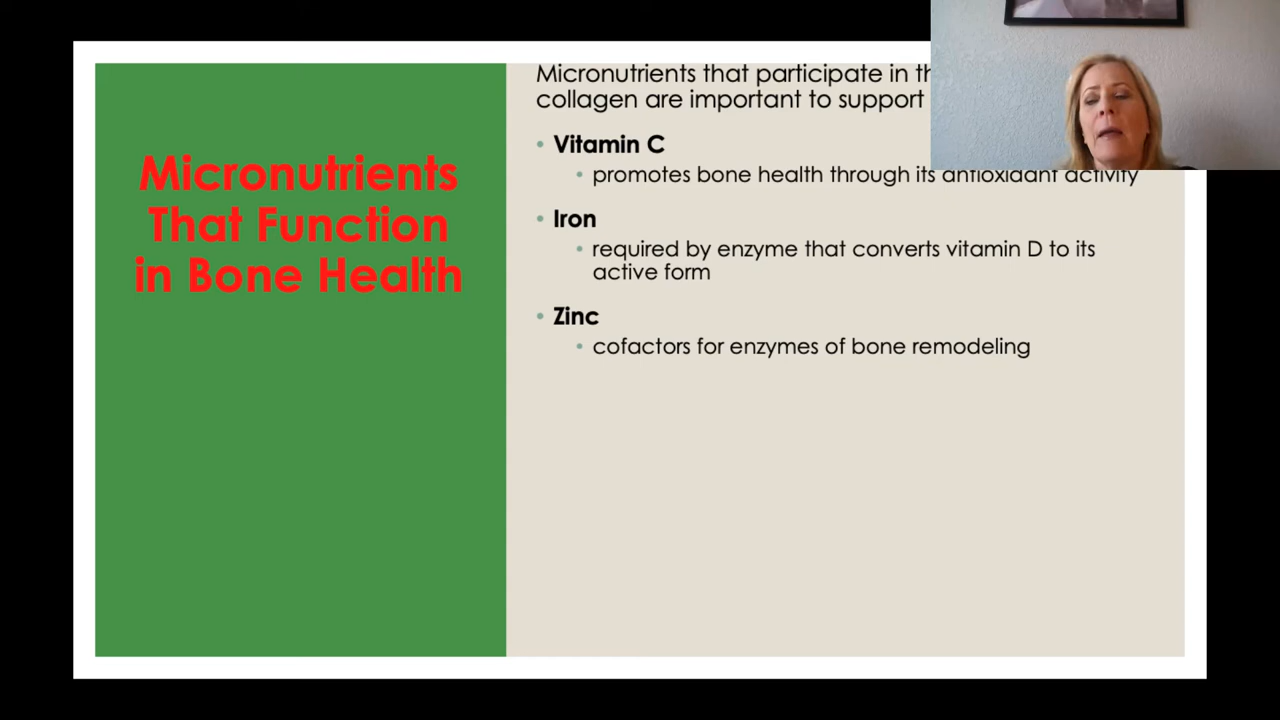 Micronutrients
That Function
in Bone Health
Micronutrients that participate in
collagen are important to support
• Vitamin C
• promotes bone health through its antioxidant activity
• Iron
• required by enzyme that converts vitamin D to its
active form
• Zinc
• cofactors for enzymes of bone remodeling